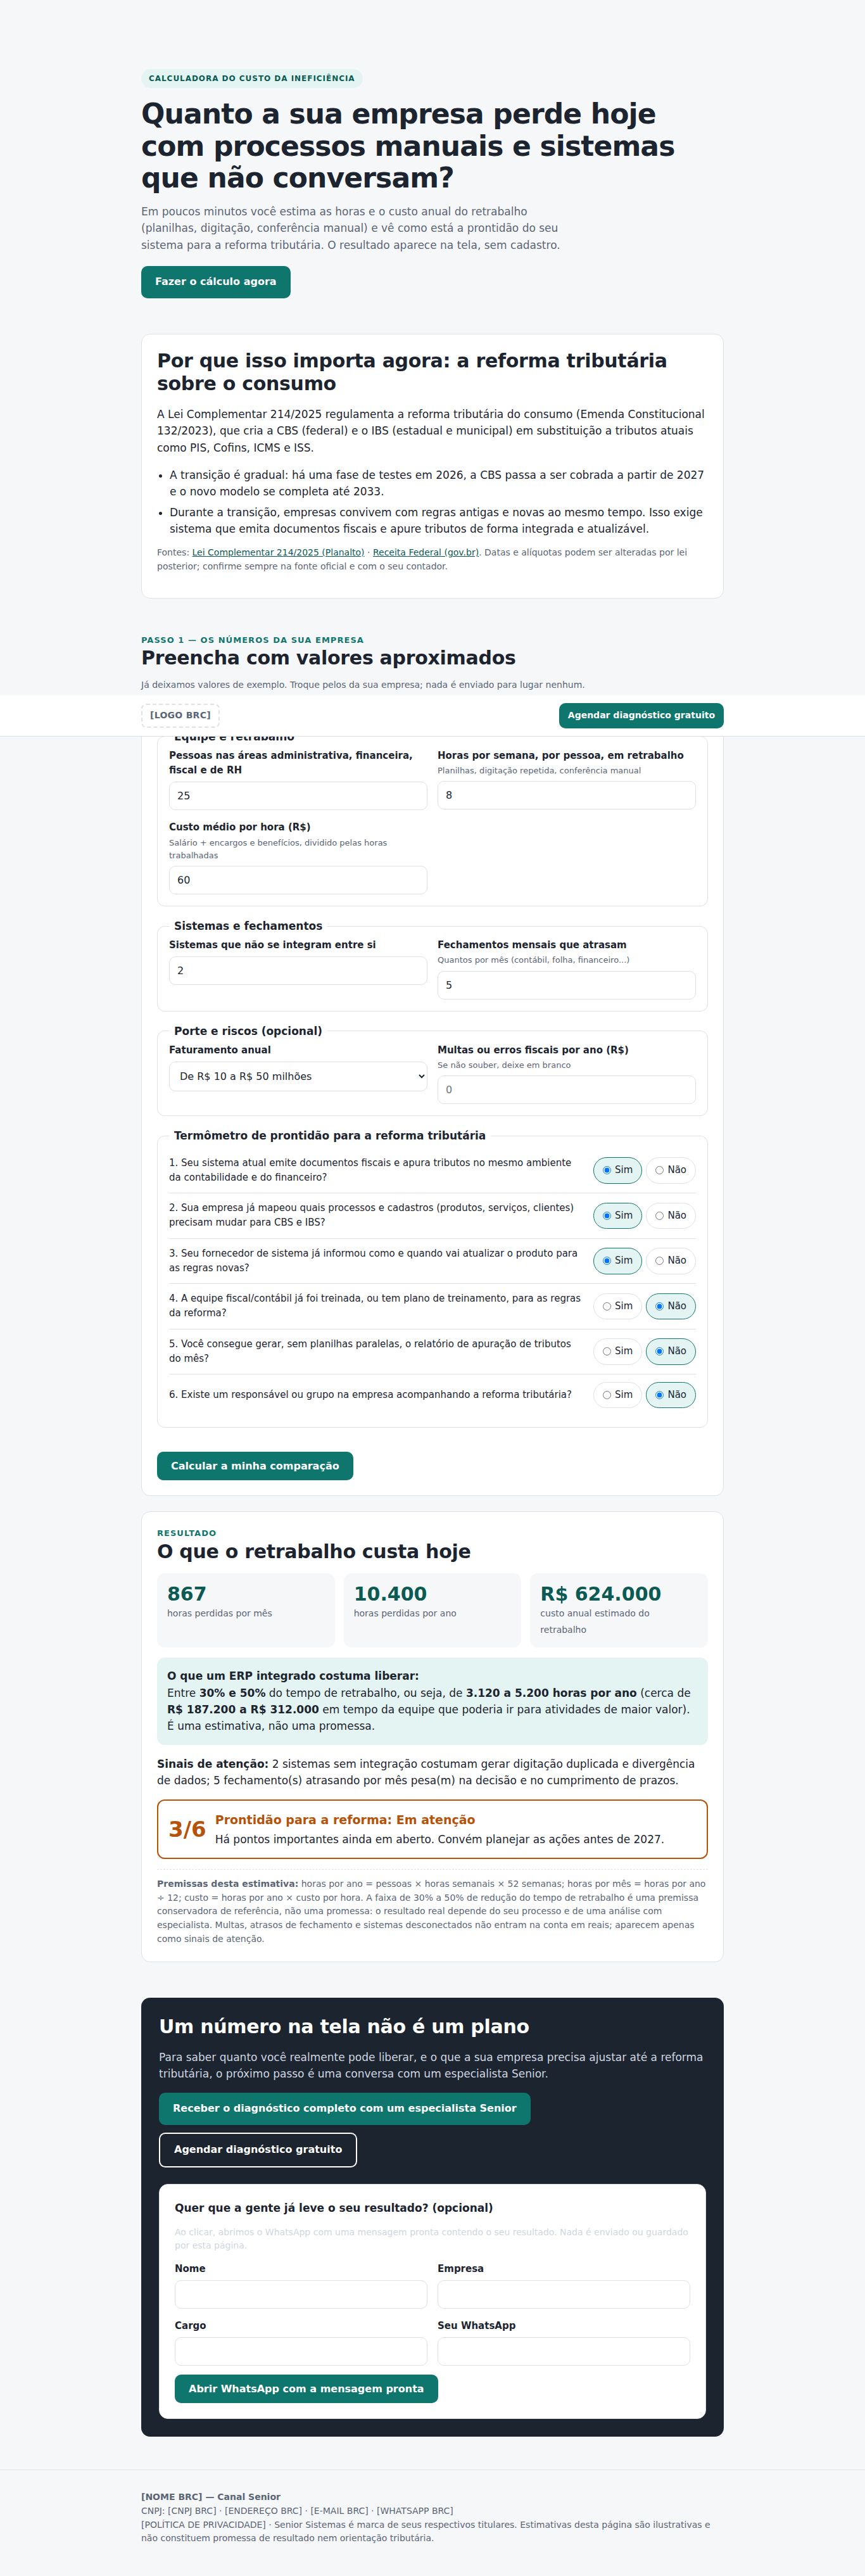 CALCULADORA DO CUSTO DA INEFICIÊNCIA
Quanto a sua empresa perde hoje
com processos manuais e sistemas
que não conversam?
Em poucos minutos você estima as horas e o custo anual do retrabalho
(planilhas, digitação, conferência manual) e vê como está a prontidão do seu
sistema para a reforma tributária. O resultado aparece na tela, sem cadastro.
Fazer o cálculo agora
Por que isso importa agora: a reforma tributária
sobre o consumo
A Lei Complementar 214/2025 regulamenta a reforma tributária do consumo (Emenda Constitucional
132/2023), que cria a CBS (federal) e o IBS (estadual e municipal) em substituição a tributos atuais
como PIS, Cofins, ICMS e ISS.
• A transição é gradual: há uma fase de testes em 2026, a CBS passa a ser cobrada a partir de 2027
e o novo modelo se completa até 2033.
• Durante a transição, empresas convivem com regras antigas e novas ao mesmo tempo. Isso exige
sistema que emita documentos fiscais e apure tributos de forma integrada e atualizável.
Fontes: Lei Complementar 214/2025 (Planalto) · Receita Federal (gov.br). Datas e alíquotas podem ser alteradas por lei
posterior; confirme sempre na fonte oficial e com o seu contador.
PASSO 1 — OS NÚMEROS DA SUA EMPRESA
Preencha com valores aproximados
Já deixamos valores de exemplo. Troque pelos da sua empresa; nada é enviado para lugar nenhum.
[LOGO BRC]
Agendar diagnóstico gratuito
Equipe e retrabalho
Pessoas nas áreas administrativa, financeira,
fiscal e de RH
25
Horas por semana, por pessoa, em retrabalho
Planilhas, digitação repetida, conferência manual
8
Custo médio por hora (R$)
Salário + encargos e benefícios, dividido pelas horas
trabalhadas
60
Sistemas e fechamentos
Sistemas que não se integram entre si
2
Fechamentos mensais que atrasam
Quantos por mês (contábil, folha, financeiro...)
5
Porte e riscos (opcional)
Faturamento anual
De R$ 10 a R$ 50 milhões
Multas ou erros fiscais por ano (R$)
Se não souber, deixe em branco
0
Termômetro de prontidão para a reforma tributária
1. Seu sistema atual emite documentos fiscais e apura tributos no mesmo ambiente
da contabilidade e do financeiro?
Sim Não
2. Sua empresa já mapeou quais processos e cadastros (produtos, serviços, clientes)
precisam mudar para CBS e IBS?
Sim Não
3. Seu fornecedor de sistema já informou como e quando vai atualizar o produto para
as regras novas?
Sim Não
4. A equipe fiscal/contábil já foi treinada, ou tem plano de treinamento, para as regras
da reforma?
Sim Não
5. Você consegue gerar, sem planilhas paralelas, o relatório de apuração de tributos
do mês?
Sim Não
6. Existe um responsável ou grupo na empresa acompanhando a reforma tributária?
Sim Não
Calcular a minha comparação
RESULTADO
O que o retrabalho custa hoje
867
horas perdidas por mês
10.400
horas perdidas por ano
R$ 624.000
custo anual estimado do
retrabalho
O que um ERP integrado costuma liberar:
Entre 30% e 50% do tempo de retrabalho, ou seja, de 3.120 a 5.200 horas por ano (cerca de
R$ 187.200 a R$ 312.000 em tempo da equipe que poderia ir para atividades de maior valor).
É uma estimativa, não uma promessa.
Sinais de atenção: 2 sistemas sem integração costumam gerar digitação duplicada e divergência
de dados; 5 fechamento(s) atrasando por mês pesa(m) na decisão e no cumprimento de prazos.
3/6
Prontidão para a reforma: Em atenção
Há pontos importantes ainda em aberto. Convém planejar as ações antes de 2027.
Premissas desta estimativa: horas por ano = pessoas × horas semanais × 52 semanas; horas por mês = horas por ano
÷ 12; custo = horas por ano × custo por hora. A faixa de 30% a 50% de redução do tempo de retrabalho é uma premissa
conservadora de referência, não uma promessa: o resultado real depende do seu processo e de uma análise com
especialista. Multas, atrasos de fechamento e sistemas desconectados não entram na conta em reais; aparecem apenas
como sinais de atenção.
Um número na tela não é um plano
Para saber quanto você realmente pode liberar, e o que a sua empresa precisa ajustar até a reforma
tributária, o próximo passo é uma conversa com um especialista Senior.
Receber o diagnóstico completo com um especialista Senior
Agendar diagnóstico gratuito
Quer que a gente já leve o seu resultado? (opcional)
Ao clicar, abrimos o WhatsApp com uma mensagem pronta contendo o seu resultado. Nada é enviado ou guardado
por esta página.
Nome
Empresa
Cargo
Seu WhatsApp
Abrir WhatsApp com a mensagem pronta
[NOME BRC] — Canal Senior
CNPJ: [CNPJ BRC] · [ENDEREÇO BRC] · [E-MAIL BRC] · [WHATSAPP BRC]
[POLÍTICA DE PRIVACIDADE] · Senior Sistemas é marca de seus respectivos titulares. Estimativas desta página são ilustrativas e
não constituem promessa de resultado nem orientação tributária.